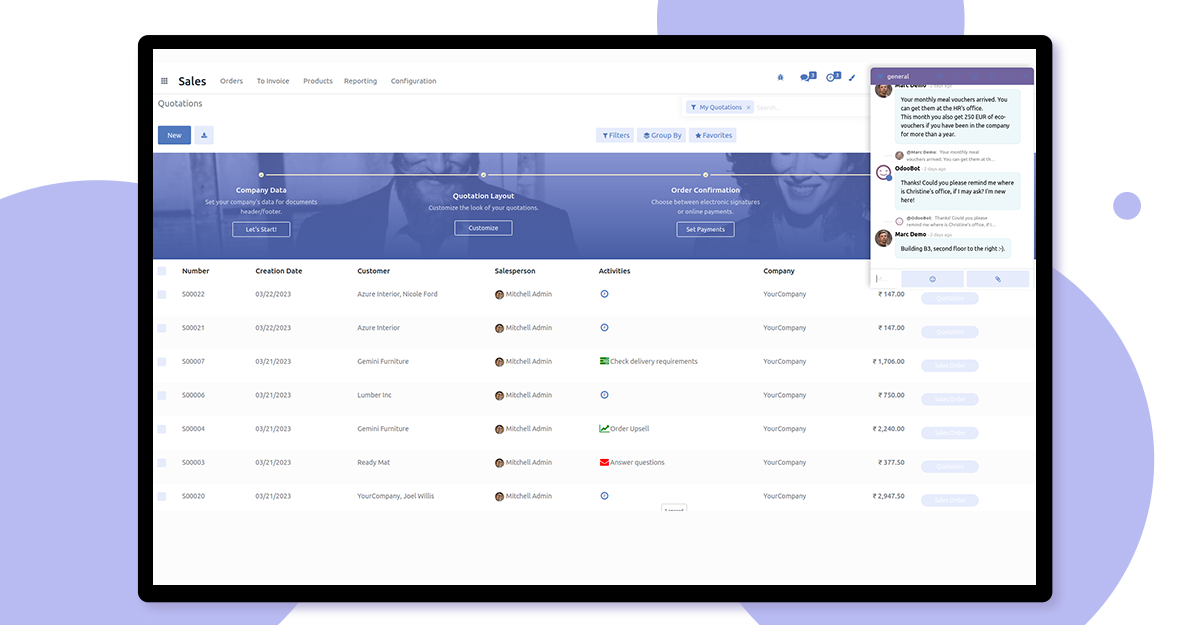 Sales Orders To Invoice Products Reporting Configuration
3 3
Quotations
My Quotations × Search...
New
Filters Group By Favorites
Company Data
Set your company's data for documents
header/footer.
Let's Start!
Quotation Layout
Customize the look of your quotations.
Customize
Order Confirmation
Choose between electronic signatures
or online payments.
Set Payments
general
Marc Demo - 2 days ago
Your monthly meal vouchers arrived. You
can get them at the HR's office.
This month you also get 250 EUR of eco-
vouchers if you have been in the company
for more than a year.
@Marc Demo: Your monthly meal
vouchers arrived. You can get them at th...
OdooBot - 2 days ago
Thanks! Could you please remind me where
is Christine's office, if I may ask? I'm new
here!
@OdooBot: Thanks! Could you please
remind me where is Christine's office, if I...
Marc Demo - 2 days ago
Building B3, second floor to the right :-).
Number Creation Date Customer Salesperson Activities Company
S00022 03/22/2023 Azure Interior, Nicole Ford Mitchell Admin YourCompany ₹ 147.00 Quotation
S00021 03/22/2023 Azure Interior Mitchell Admin YourCompany ₹ 147.00 Quotation
S00007 03/21/2023 Gemini Furniture Mitchell Admin Check delivery requirements YourCompany ₹ 1,706.00 Sales Order
S00006 03/21/2023 Lumber Inc Mitchell Admin YourCompany ₹ 750.00 Sales Order
S00004 03/21/2023 Gemini Furniture Mitchell Admin Order Upsell YourCompany ₹ 2,240.00 Sales Order
S00003 03/21/2023 Ready Mat Mitchell Admin Answer questions YourCompany ₹ 377.50 Quotation
S00020 03/21/2023 YourCompany, Joel Willis Mitchell Admin YourCompany ₹ 2,947.50 Sales Order